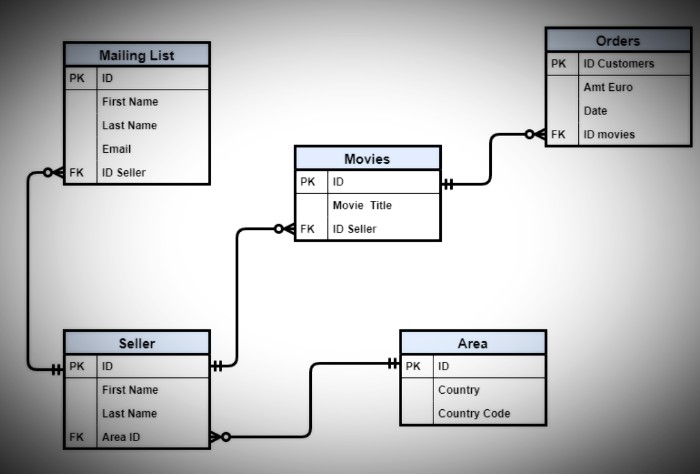 Mailing List
PK ID
First Name
Last Name
Email
FK ID Seller
Orders
PK ID Customers
Amt Euro
Date
FK ID movies
Movies
PK ID
Movie Title
FK ID Seller
Seller
PK ID
First Name
Last Name
FK Area ID
Area
PK ID
Country
Country Code